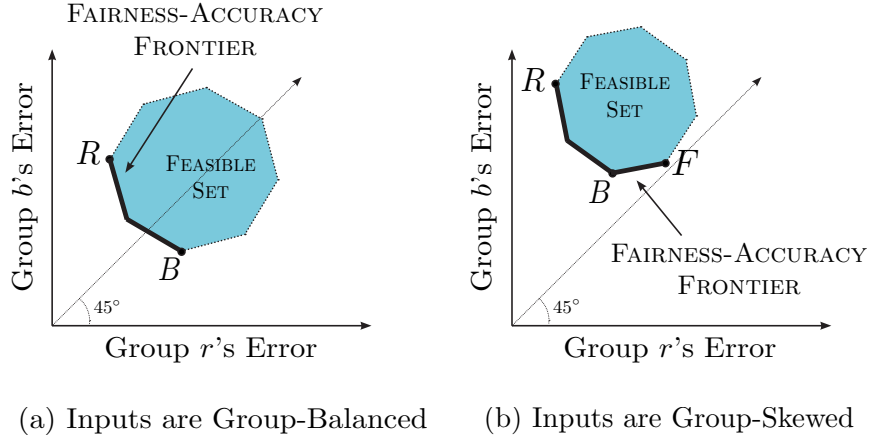 FAIRNESS-ACCURACY
FRONTIER
Group b's Error
R
FEASIBLE
SET
B
45°
Group r's Error
(a) Inputs are Group-Balanced
Group b's Error
R
FEASIBLE
SET
F
B
FAIRNESS-ACCURACY
FRONTIER
45°
Group r's Error
(b) Inputs are Group-Skewed